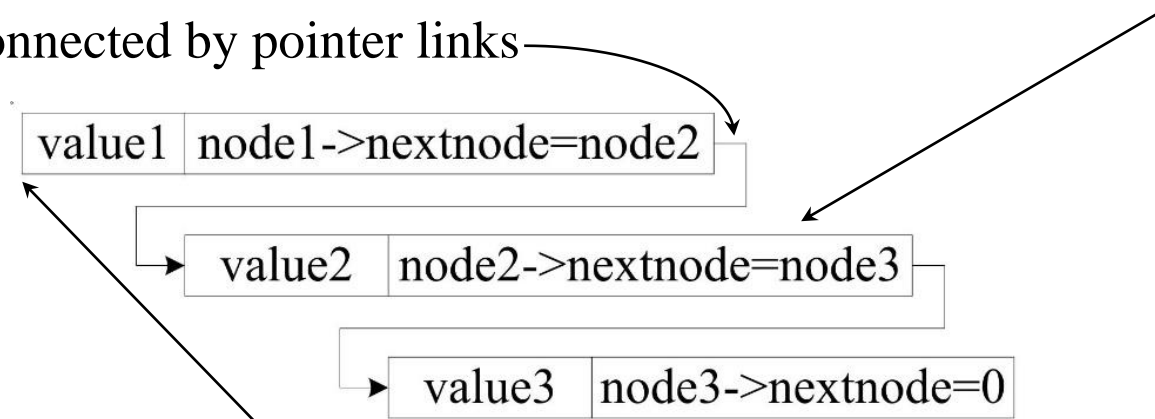 onnected by pointer links
value1 node1->nextnode=node2
value2 node2->nextnode=node3
value3 node3->nextnode=0